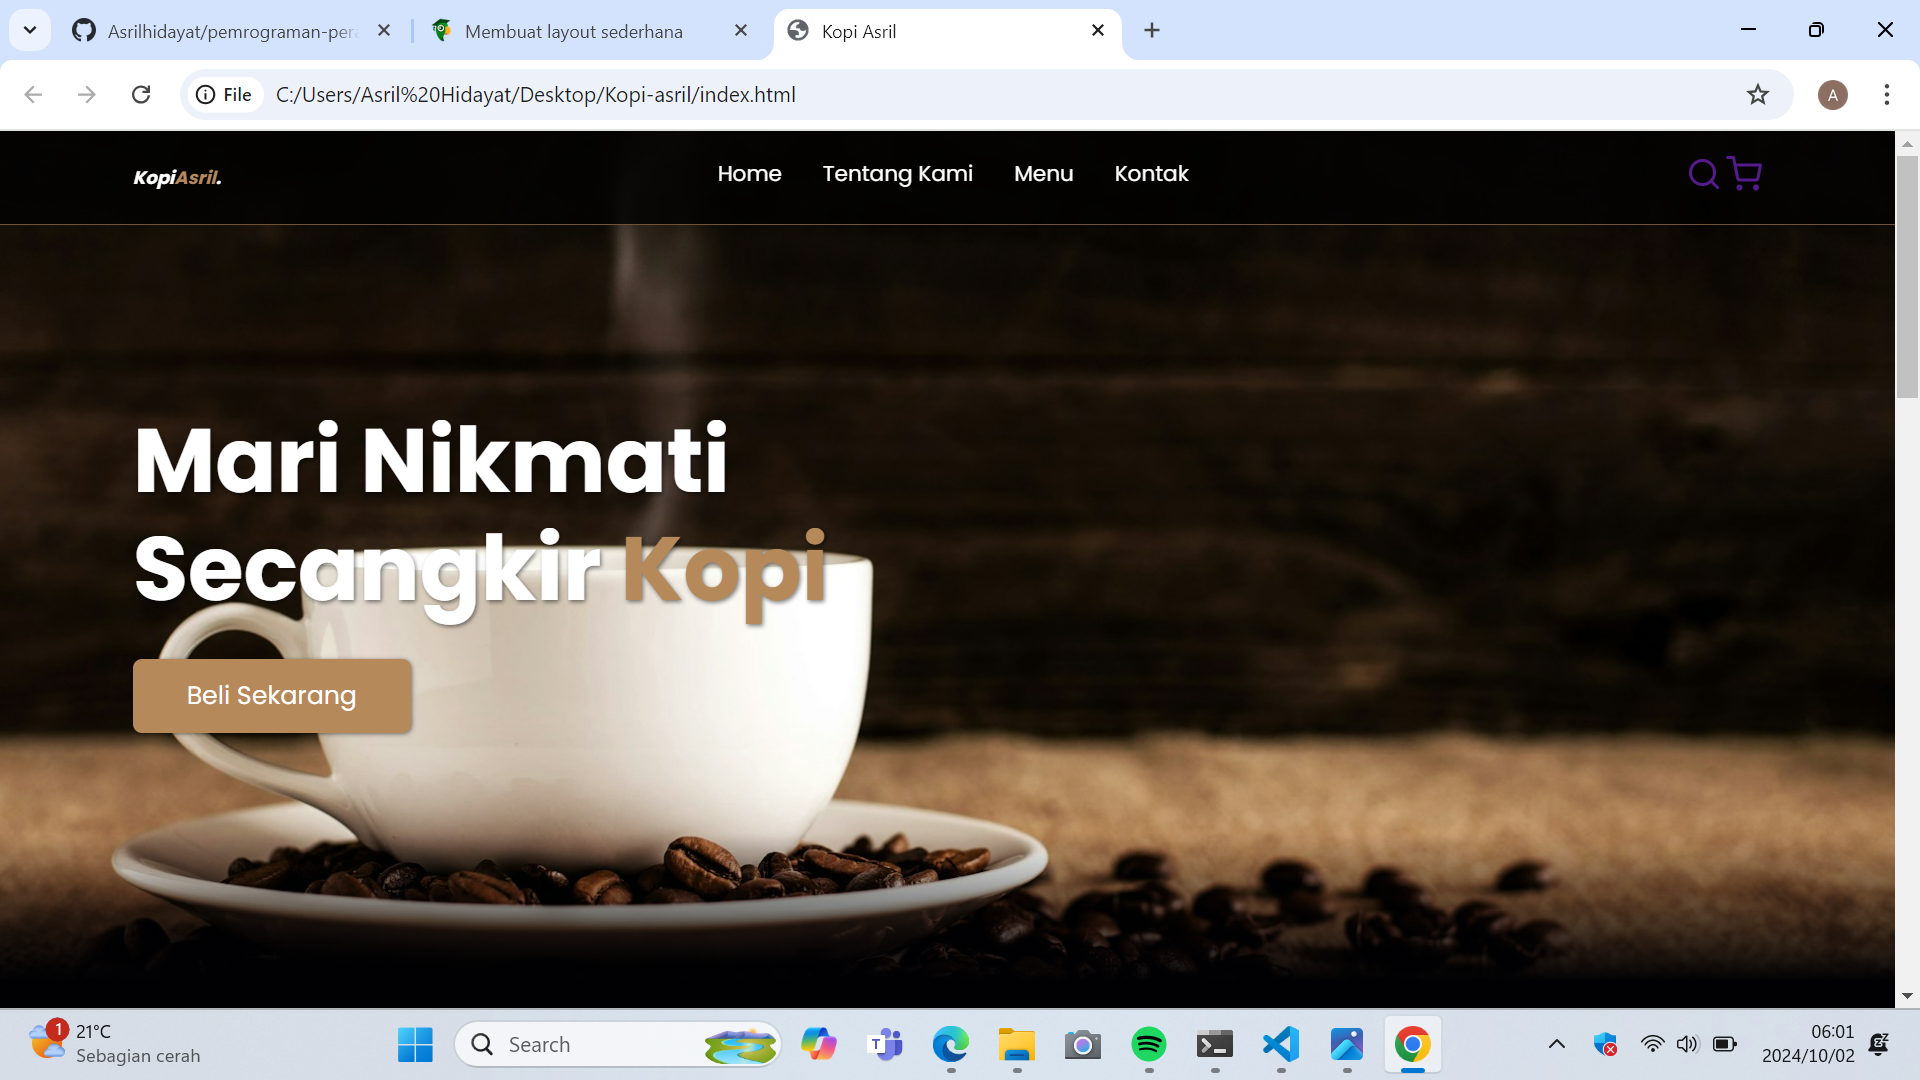 Asrilhidayat/pemrograman-per
Membuat layout sederhana
Kopi Asril
File
C:/Users/Asril%20Hidayat/Desktop/Kopi-asril/index.html
A
KopiAsril.
Home
Tentang Kami
Menu
Kontak
Mari Nikmati
Secangkir Kopi
Beli Sekarang
1
21°C
Sebagian cerah
Search
T
06:01
2024/10/02